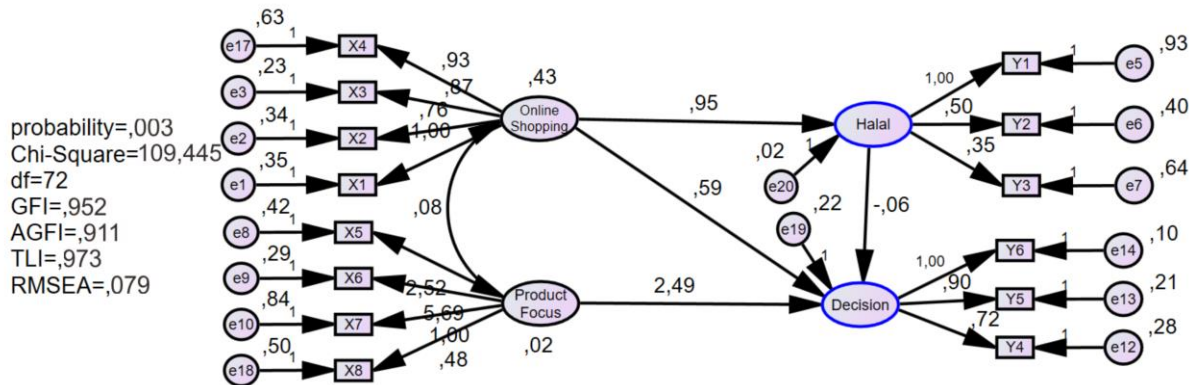 probability=,003
Chi-Square=109,445
df=72
GFI=,952
AGFI=,911
TLI=,973
RMSEA=,079
,63
e17
1
X4
,23
e3
1
X3
,34
e2
1
X2
,35
e1
1
X1
,42
e8
1
X5
,29
e9
1
X6
,84
e10
1
X7
,50
e18
1
X8
,93
,87
,76
1,00
,43
Online
Shopping
,08
2,52
5,69
1,00
,48
Product
Focus
,02
,95
,59
2,49
,02
e20
1
,22
e19
1
Halal
-,06
Decision
1,00
,50
,35
Y1
1
e5
,93
Y2
1
e6
,40
Y3
1
e7
,64
1,00
,90
,72
Y6
1
e14
,10
Y5
1
e13
,21
Y4
1
e12
,28